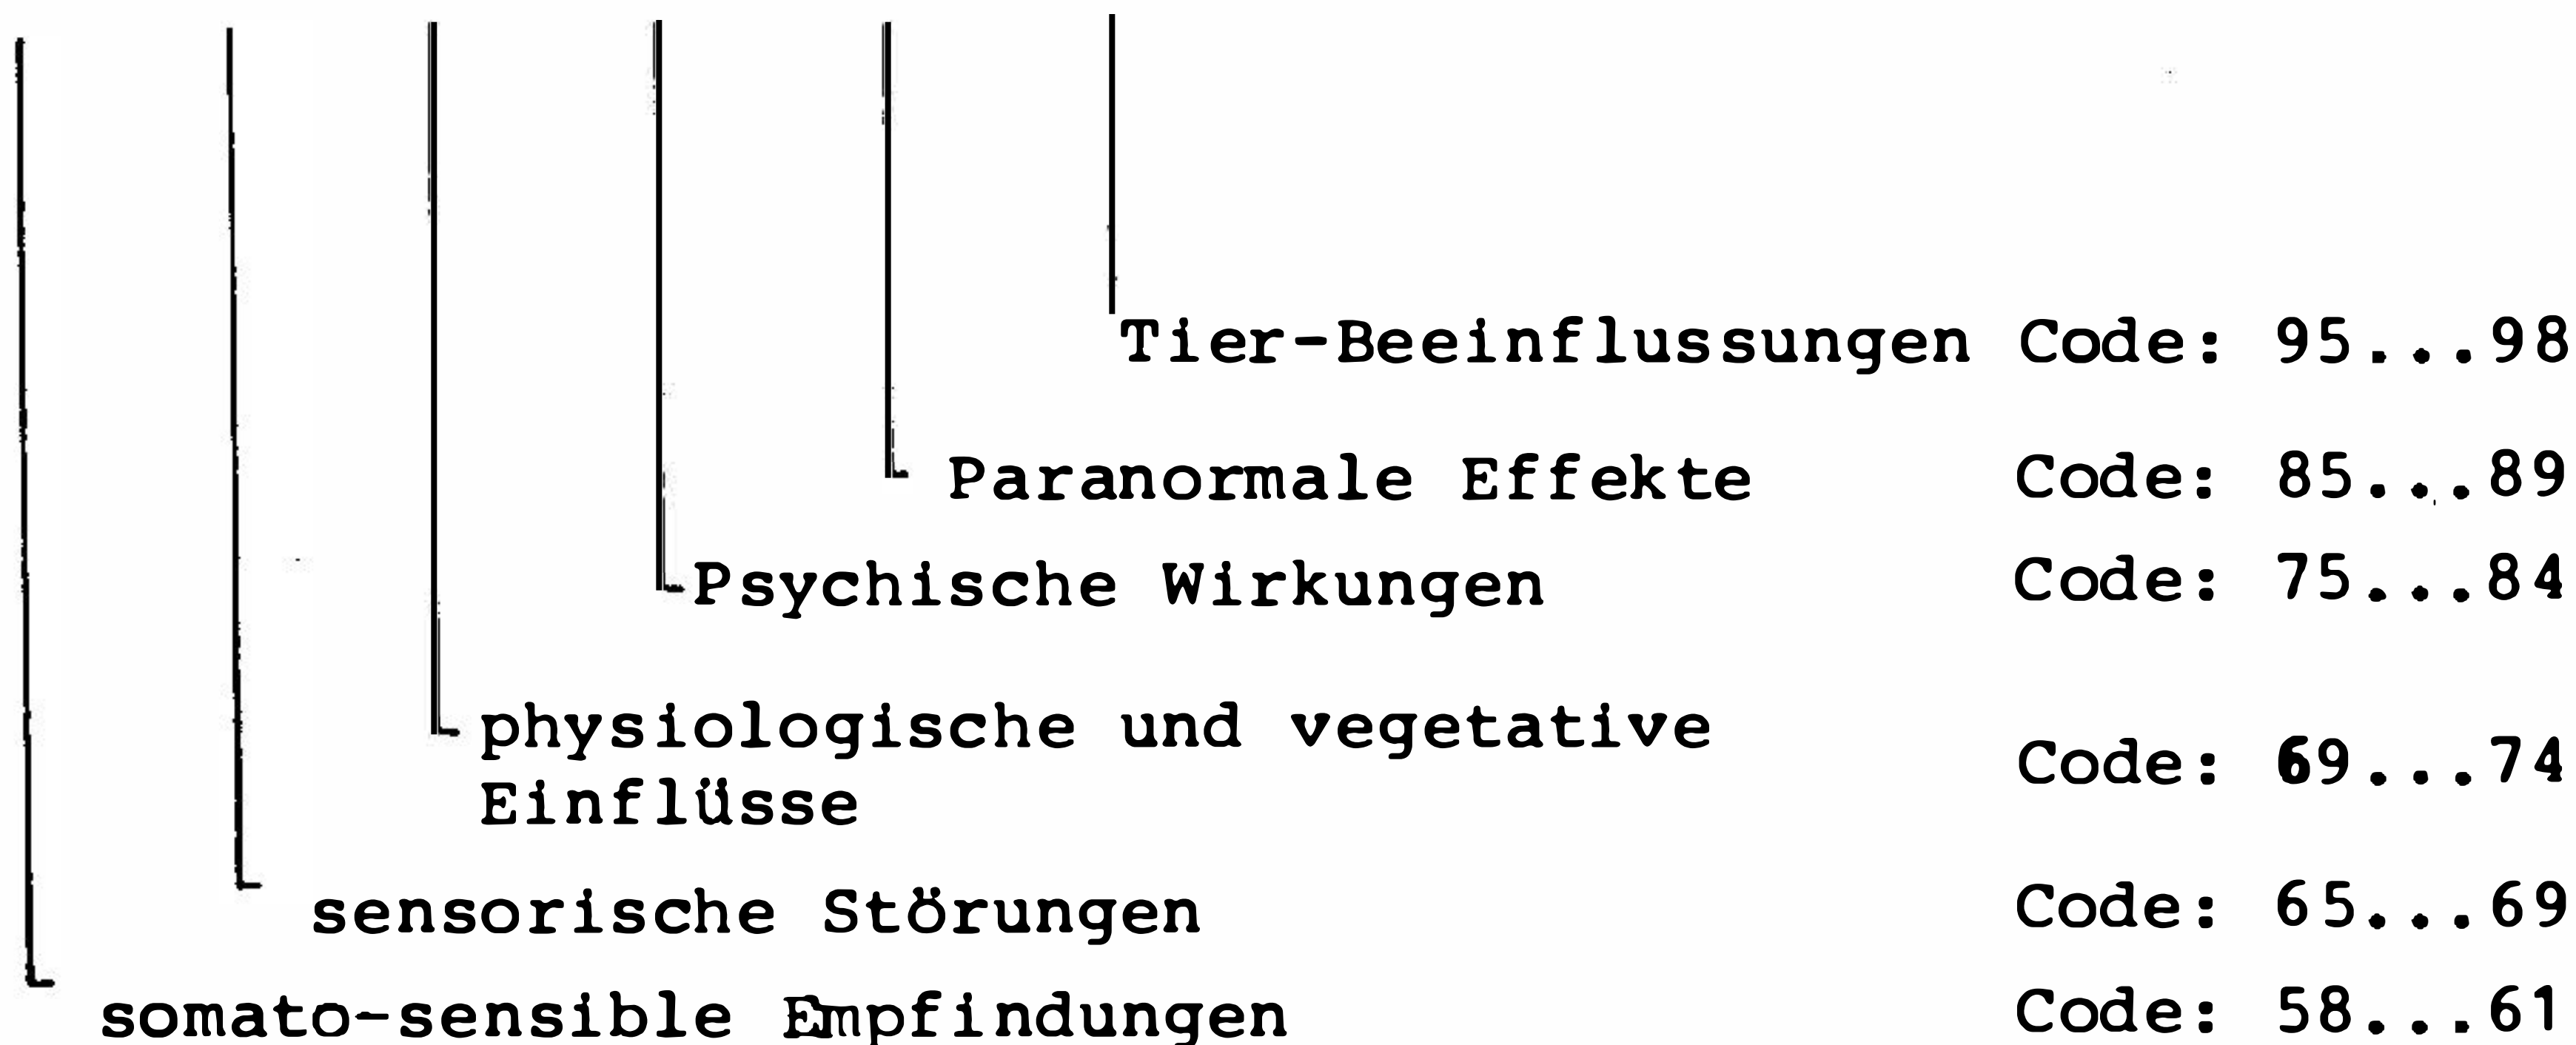 Tier-Beeinflussungen Code: 95...98
Paranormale Effekte Code: 85...89
Psychische Wirkungen Code: 75...84
physiologische und vegetative
Einflüsse Code: 69...74
sensorische Störungen Code: 65...69
somato-sensible Empfindungen Code: 58...61